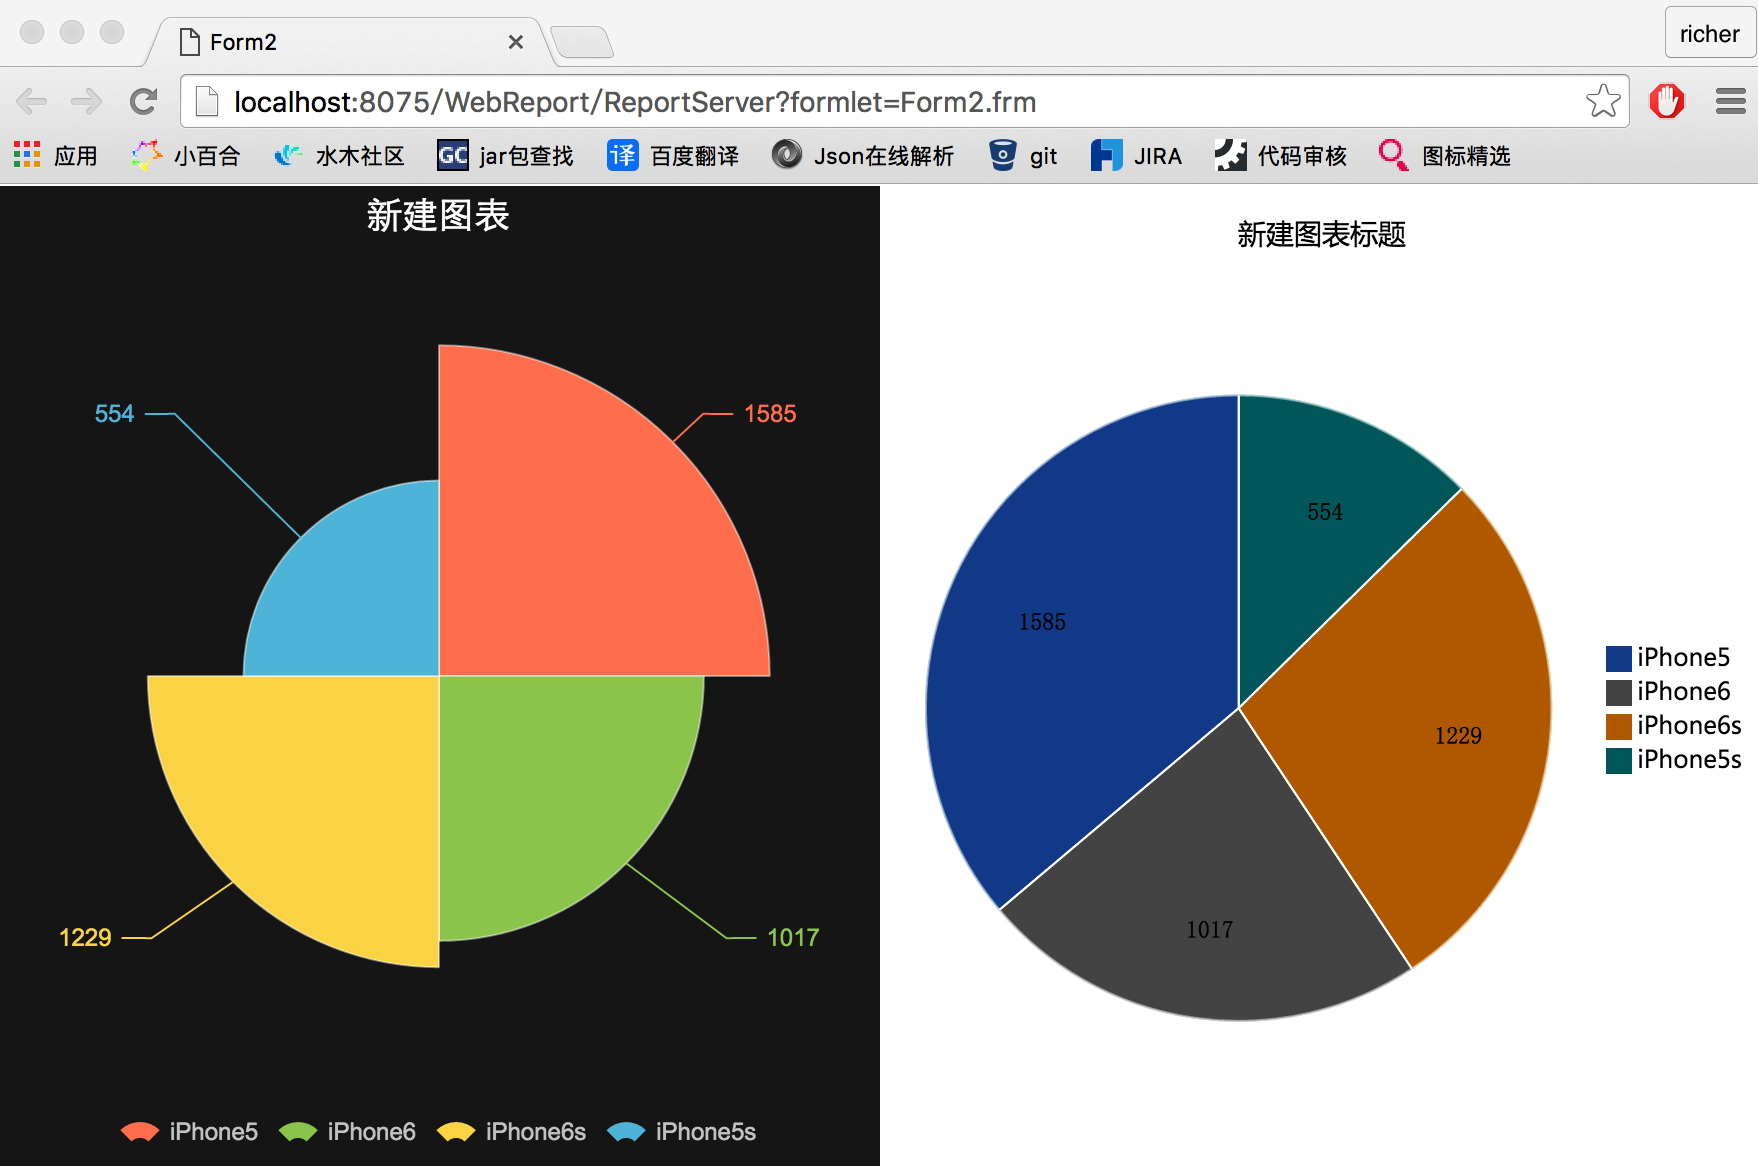 Form2
richer
localhost:8075/WebReport/ReportServer?formlet=Form2.frm
应用 小百合 水木社区 GC jar包查找 译 百度翻译 Json在线解析 git JIRA 代码审核 图标精选
新建图表
554
1585
1229
1017
iPhone5 iPhone6 iPhone6s iPhone5s
新建图表标题
554
1585
1229
1017
iPhone5
iPhone6
iPhone6s
iPhone5s